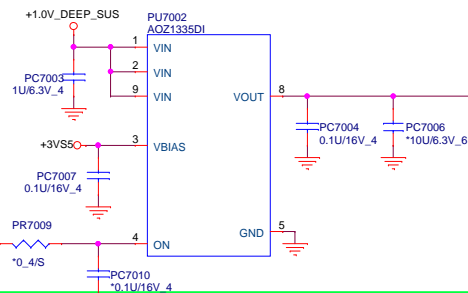 +1.0V_DEEP_SUS
PU7002
AOZ1335DI
1
VIN
2
VIN
9
VIN
8
VOUT
PC7003
1U/6.3V_4
PC7004
0.1U/16V_4
PC7006
*10U/6.3V_6
+3VS5
3
VBIAS
PC7007
0.1U/16V_4
PR7009
*0_4/S
4
ON
5
GND
PC7010
*0.1U/16V_4